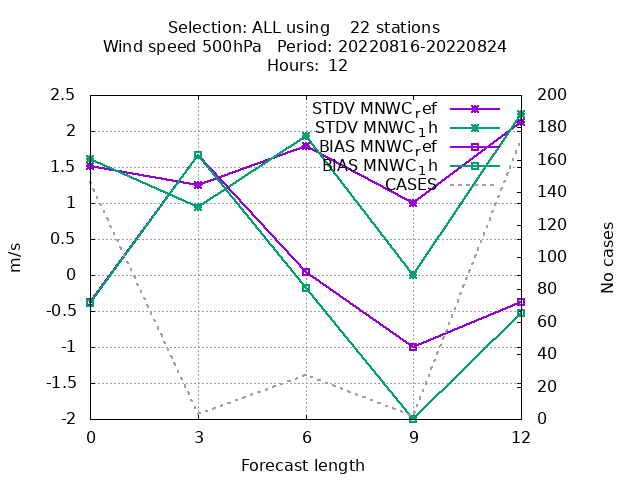 Selection: ALL using    22 stations
Wind speed 500hPa   Period: 20220816-20220824
Hours:  12
2.5
2
1.5
1
0.5
0
-0.5
-1
-1.5
-2
m/s
200
180
160
140
120
100
80
60
40
20
0
No cases
STDV MNWC_ref
STDV MNWC_1h
BIAS MNWC_ref
BIAS MNWC_1h
CASES
0 3 6 9 12
Forecast length